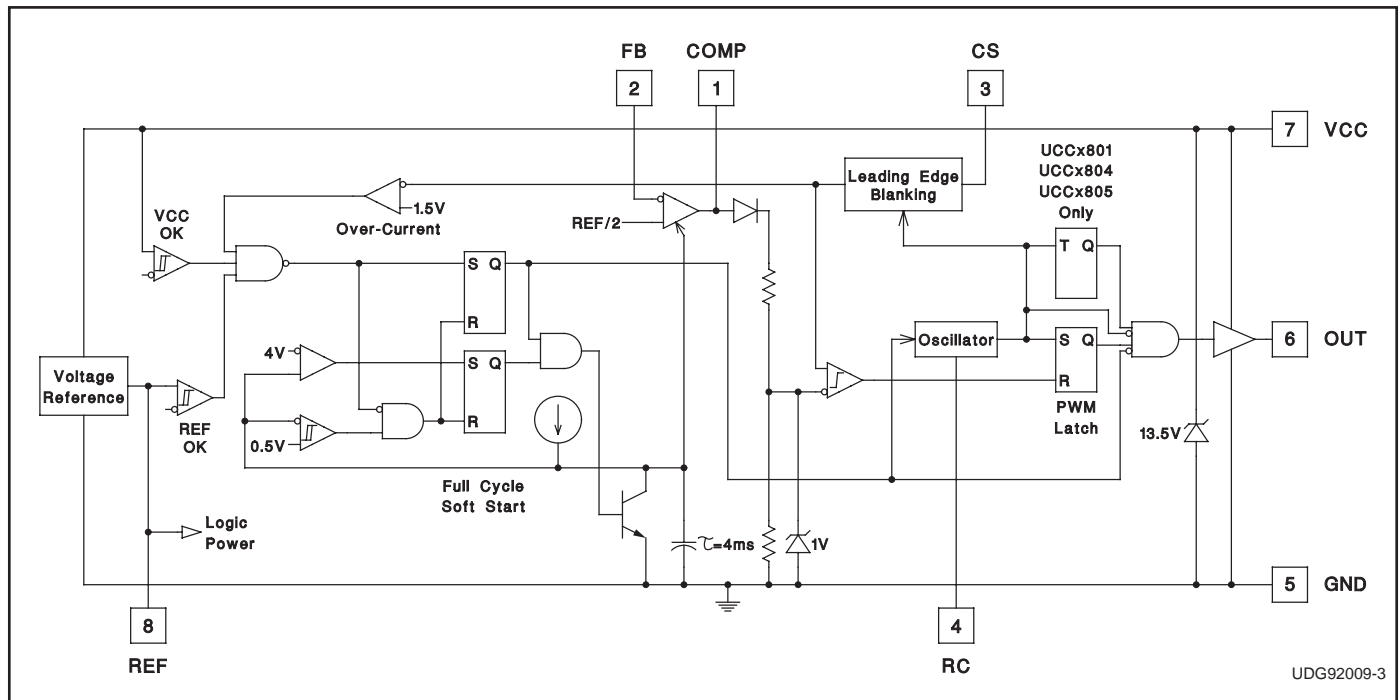 FB
COMP
CS
2
1
3
7
VCC
UCCx801
UCCx804
UCCx805
Only
Leading Edge
Blanking
1.5V
Over-Current
REF/2
VCC
OK
S Q
R
T Q
Oscillator
S Q
R
PWM
Latch
6
OUT
4V
S Q
R
Voltage
Reference
REF
OK
0.5V
13.5V
Full Cycle
Soft Start
Logic
Power
τ=4ms
1V
5
GND
8
REF
4
RC
UDG92009-3